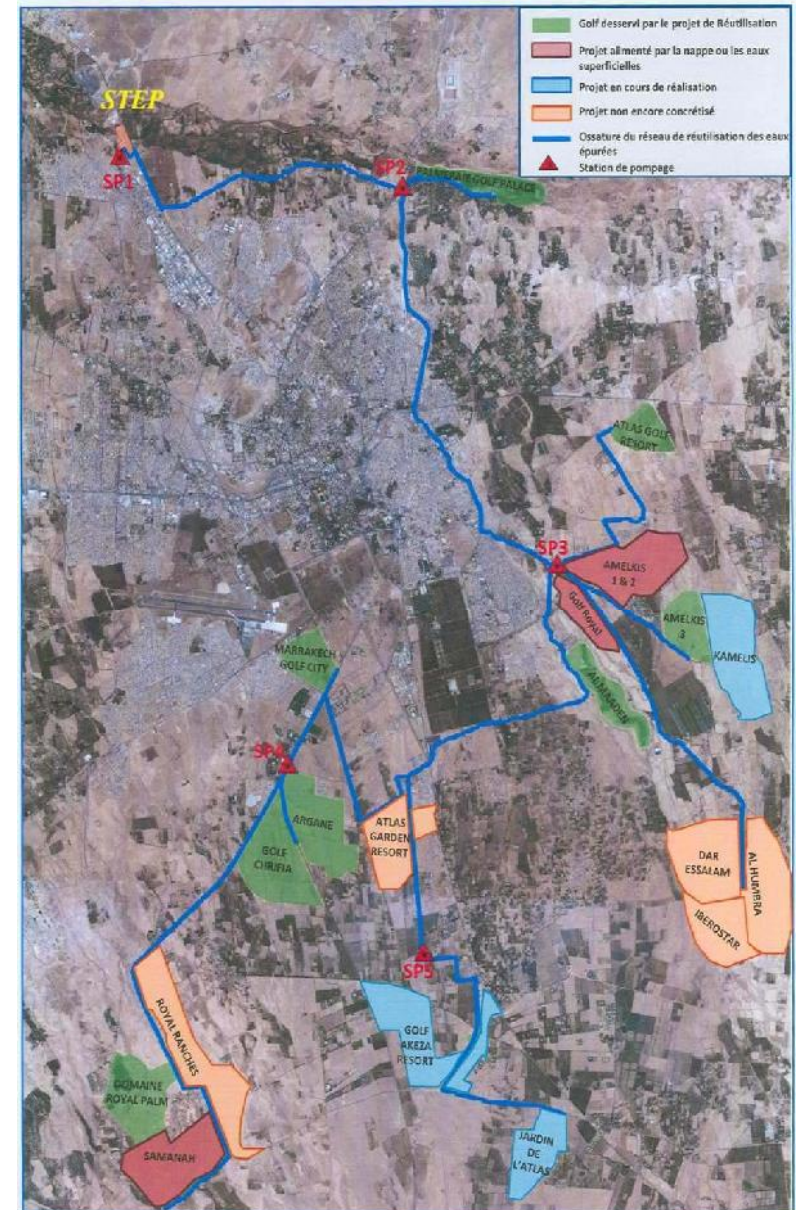 Golf desservi par le projet de Réutilisation
Projet alimenté par la nappe ou les eaux
superficielles
Projet en cours de réalisation
Projet non encore concrétisé
Ossature du réseau de réutilisation des eaux
épurées
Station de pompage
STEP
SP1
SP2
GOLF PALACE
ATLAS GOLF
RESORT
SP3
AMELKIS
1 & 2
Golf Royal
AMELKIS
3
KAMELIS
MARRAKECH
GOLF CITY
AL MAADEN
SP4
ARGANE
GOLF
CHRIFIA
ATLAS
GARDEN
RESORT
DAR
ESSALAM
AL HUMBRA
IBEROSTAR
SP5
ROYAL RANCHES
GOLF
AKEZA
RESORT
DOMAINE
ROYAL PALM
SAMANAH
JARDIN
DE
L'ATLAS